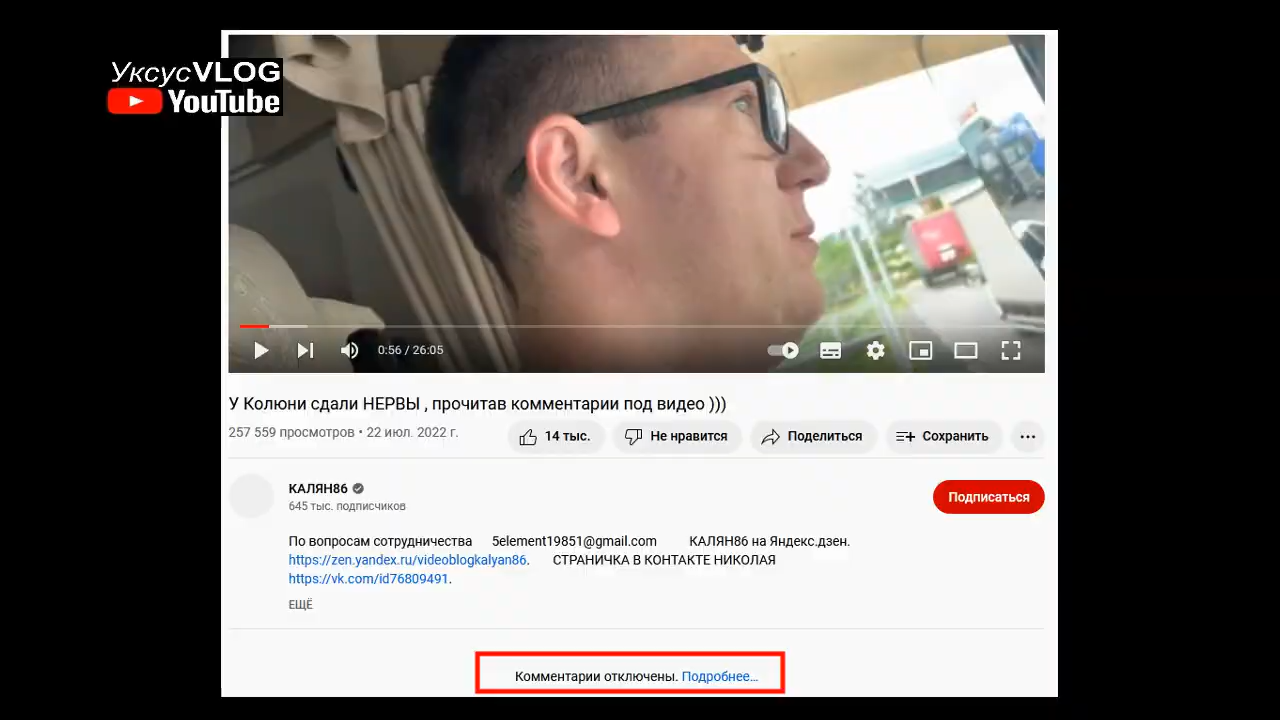 УксусVLOG
YouTube
0:56 / 26:05
У Колюни сдали НЕРВЫ , прочитав комментарии под видео )))
257 559 просмотров • 22 июл. 2022 г.
14 тыс.
Не нравится
Поделиться
Сохранить
КАЛЯН86
645 тыс. подписчиков
Подписаться
По вопросам сотрудничества 5element19851@gmail.com КАЛЯН86 на Яндекс.дзен.
https://zen.yandex.ru/videoblogkalyan86. СТРАНИЧКА В КОНТАКТЕ НИКОЛАЯ
https://vk.com/id76809491.
ЕЩЁ
Комментарии отключены. Подробнее…